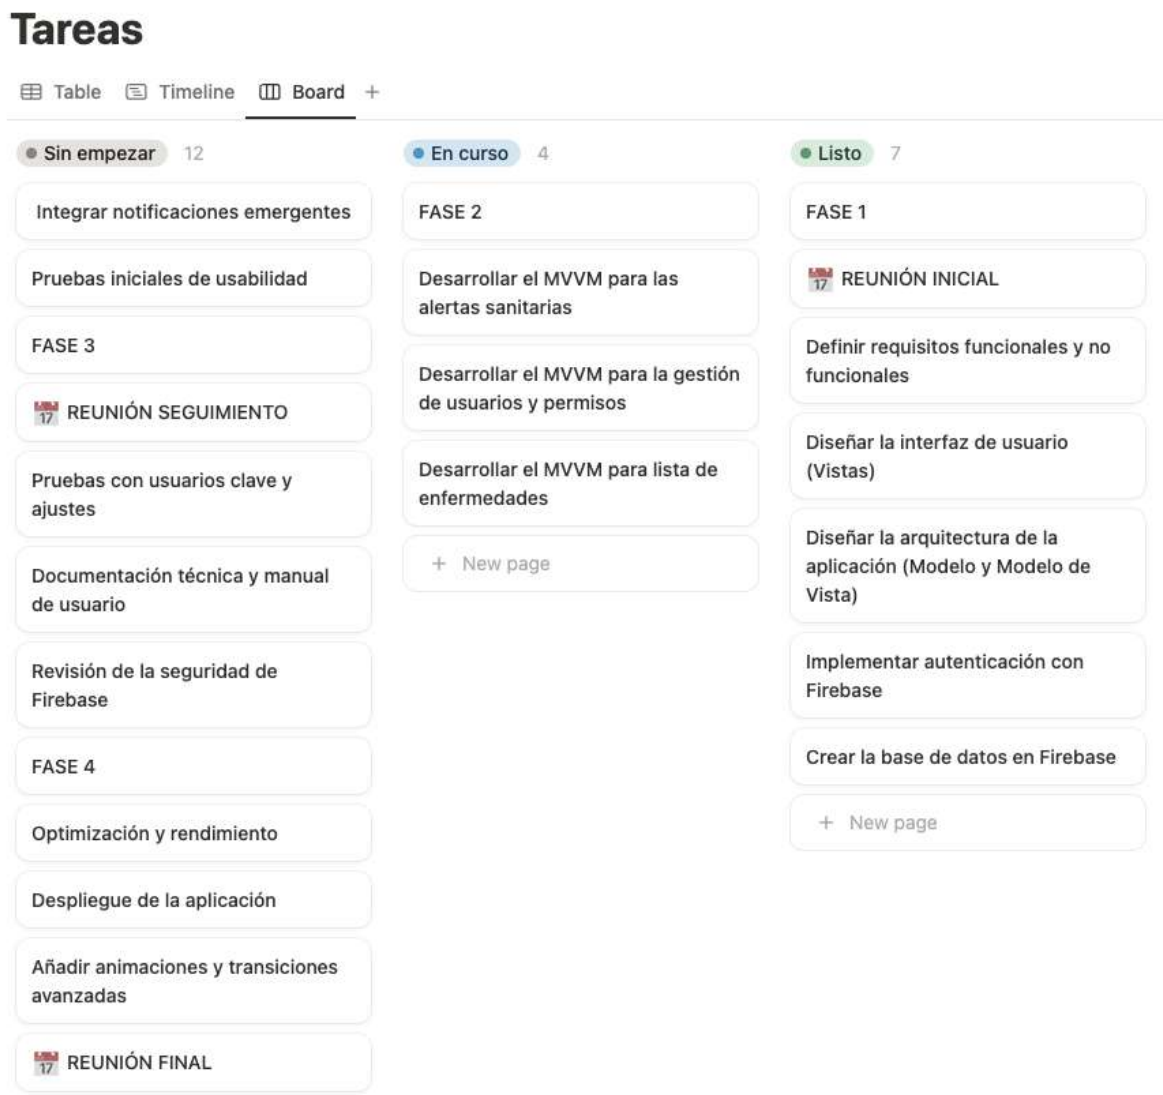 Tareas
Table
Timeline
Board
+
Sin empezar 12
Integrar notificaciones emergentes
Pruebas iniciales de usabilidad
FASE 3
17 REUNIÓN SEGUIMIENTO
Pruebas con usuarios clave y
ajustes
Documentación técnica y manual
de usuario
Revisión de la seguridad de
Firebase
FASE 4
Optimización y rendimiento
Despliegue de la aplicación
Añadir animaciones y transiciones
avanzadas
17 REUNIÓN FINAL
En curso 4
FASE 2
Desarrollar el MVVM para las
alertas sanitarias
Desarrollar el MVVM para la gestión
de usuarios y permisos
Desarrollar el MVVM para lista de
enfermedades
+ New page
Listo 7
FASE 1
17 REUNIÓN INICIAL
Definir requisitos funcionales y no
funcionales
Diseñar la interfaz de usuario
(Vistas)
Diseñar la arquitectura de la
aplicación (Modelo y Modelo de
Vista)
Implementar autenticación con
Firebase
Crear la base de datos en Firebase
+ New page